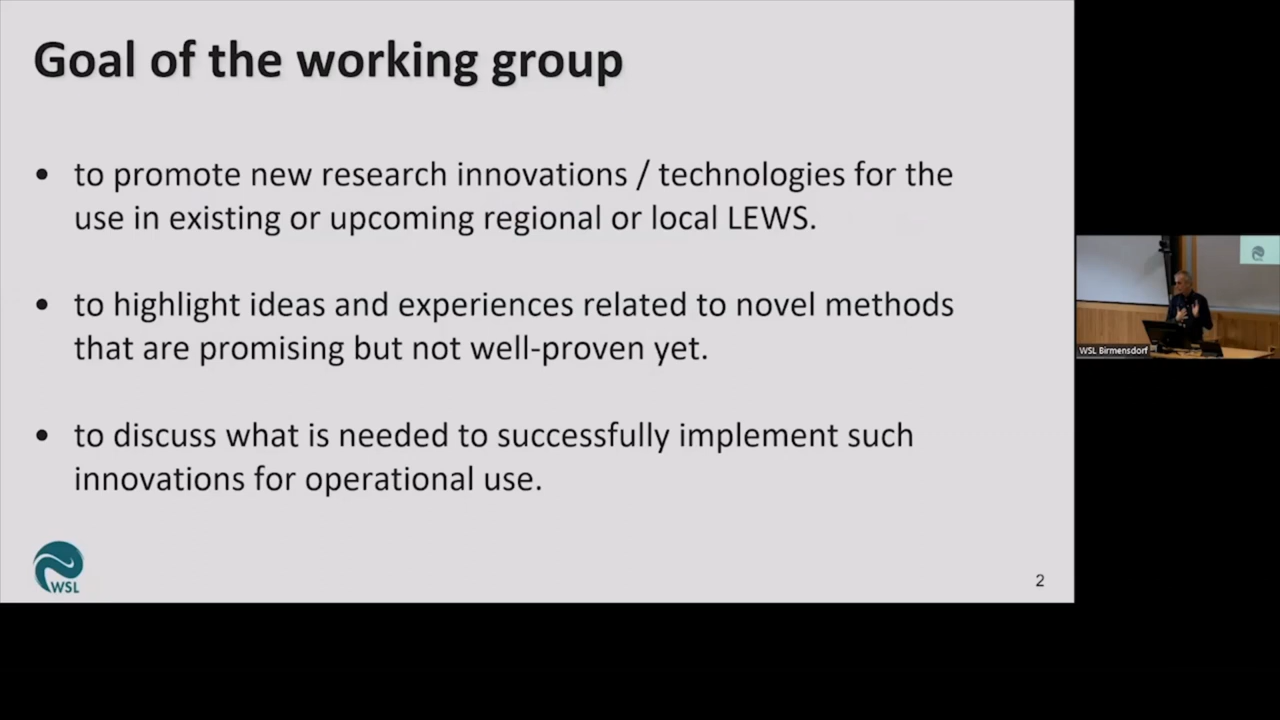 Goal of the working group
• to promote new research innovations / technologies for the
use in existing or upcoming regional or local LEWS.
• to highlight ideas and experiences related to novel methods
that are promising but not well-proven yet.
WSL Birmensdorf
• to discuss what is needed to successfully implement such
innovations for operational use.
WSL
2